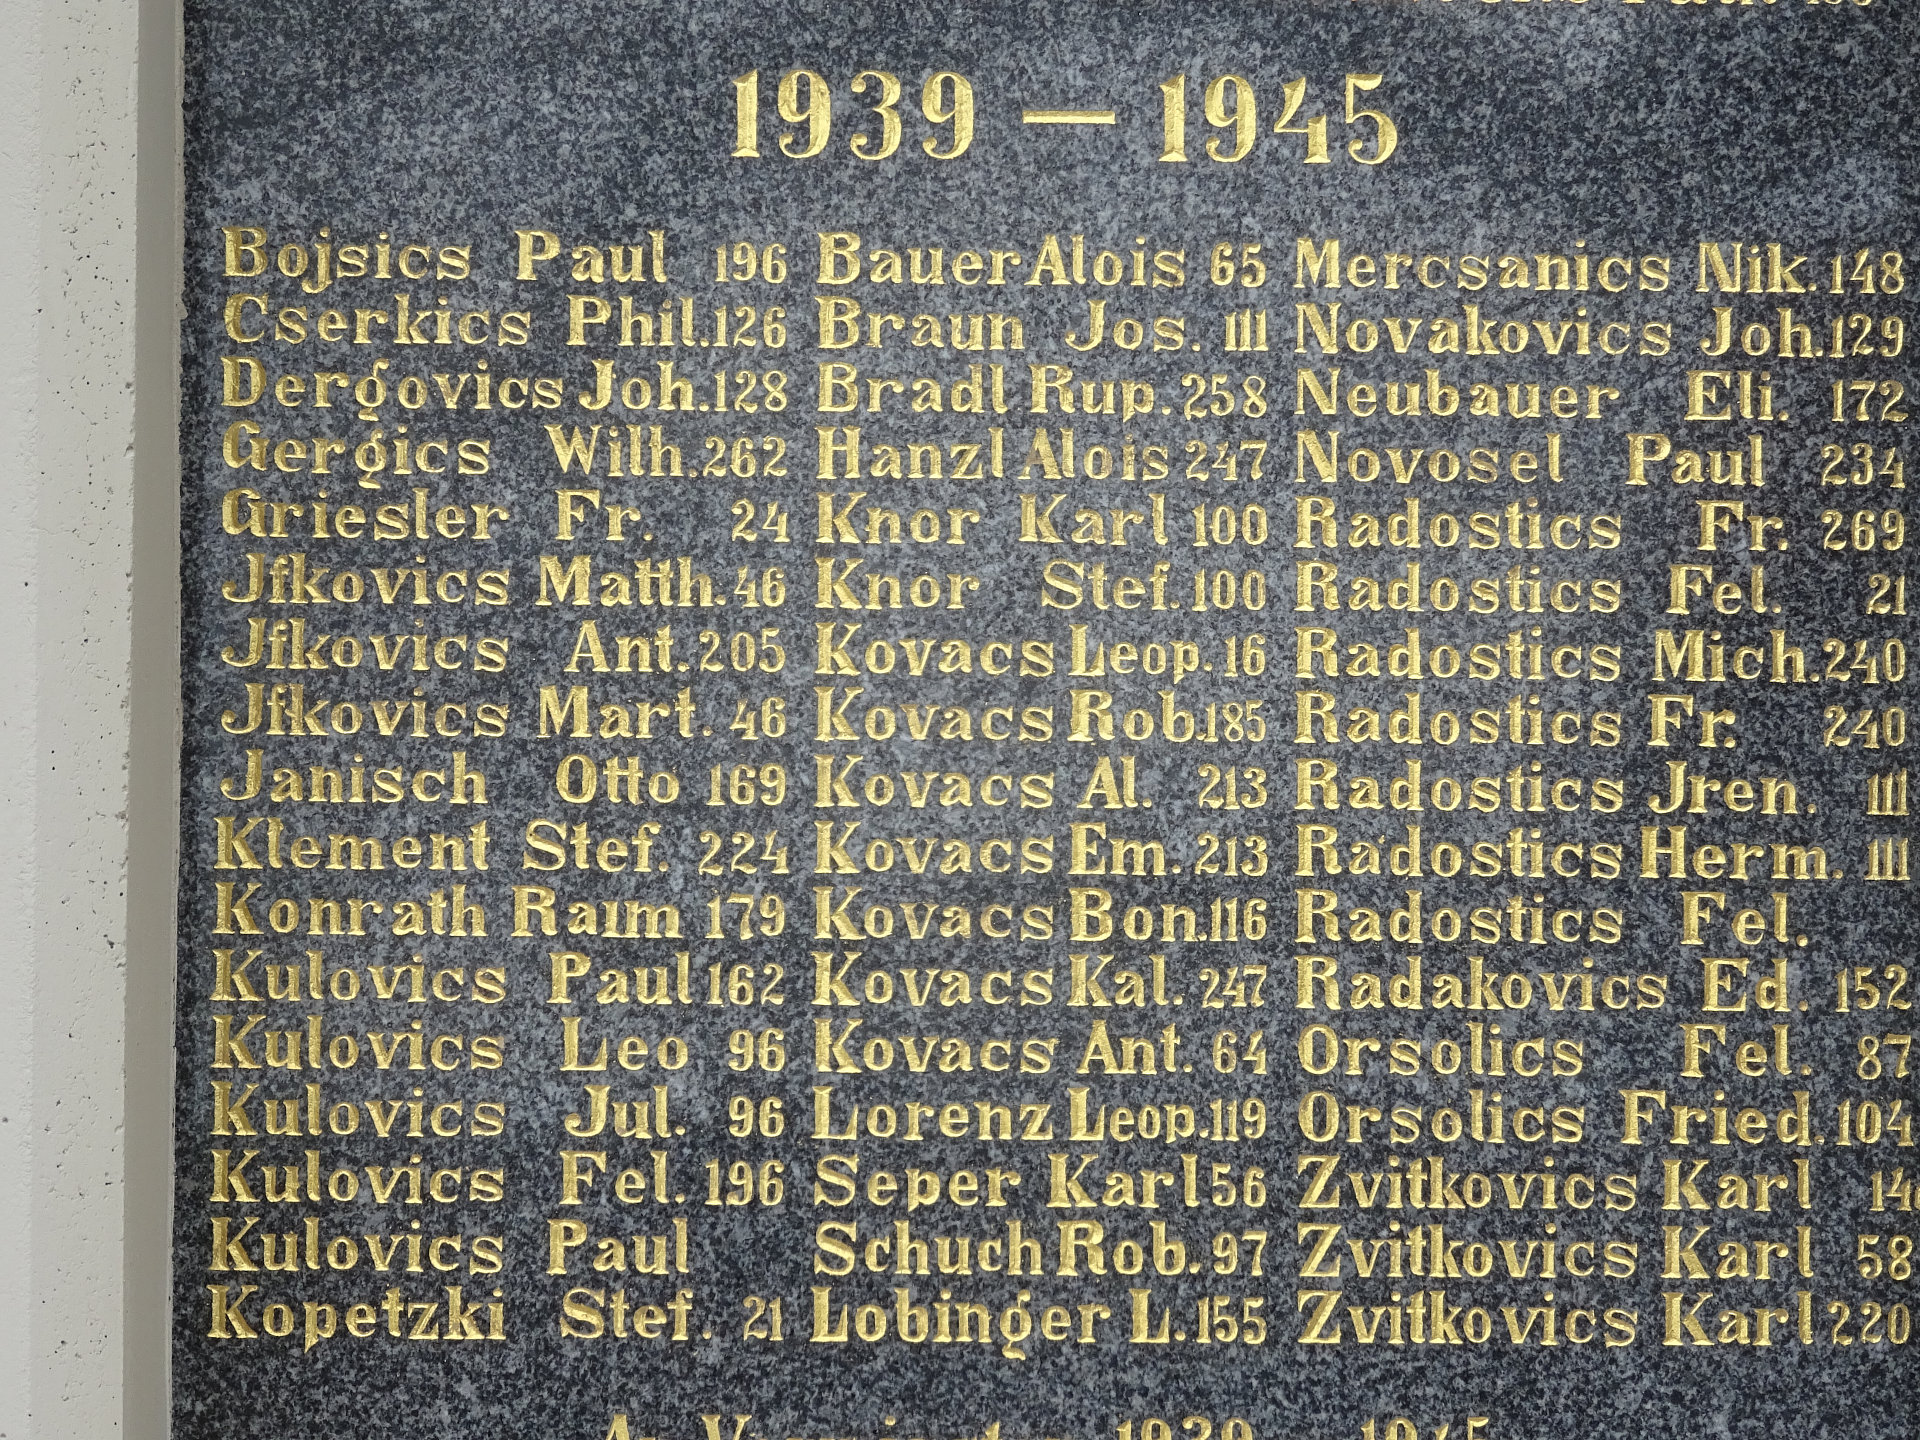 1939 — 1945
Bojsics Paul 196
Cserkics Phil. 126
Dergovics Joh. 128
Gergics Wilh. 262
Griesler Fr. 24
Jfkovics Matth. 46
Jfkovics Ant. 205
Jfkovics Mart. 46
Janisch Otto 169
Klement Stef. 224
Konrath Raim 179
Kulovics Paul 162
Kulovics Leo 96
Kulovics Jul. 96
Kulovics Fel. 196
Kulovics Paul
Kopetzki Stef. 21
Bauer Alois 65
Braun Jos. 111
Bradl Rup. 258
Hanzl Alois 247
Knor Karl 100
Knor Stef. 100
Kovacs Leop. 16
Kovacs Rob. 185
Kovacs Al. 213
Kovacs Em. 213
Kovacs Bon. 116
Kovacs Kal. 247
Kovacs Ant. 64
Lorenz Leop. 119
Seper Karl 56
Schuch Rob. 97
Lobinger L. 155
Mercsanics Nik. 148
Novakovics Joh. 129
Neubauer Eli. 172
Novosel Paul 234
Radostics Fr. 269
Radostics Fel. 21
Radostics Mich. 240
Radostics Fr. 240
Radostics Jren. 111
Radostics Herm. 111
Radostics Fel.
Radakovics Ed. 152
Orsolics Fel. 87
Orsolics Fried. 104
Zvitkovics Karl
Zvitkovics Karl 58
Zvitkovics Karl 220
1939 1945